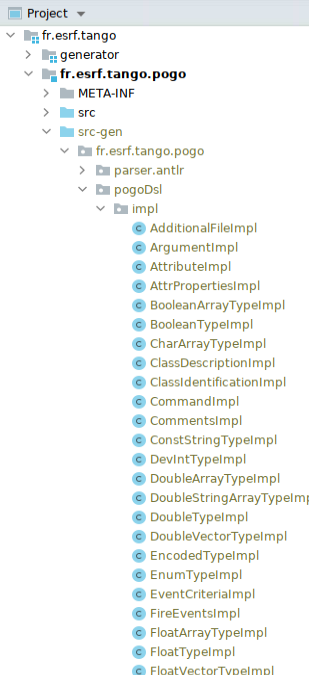 Project
fr.esrf.tango
generator
fr.esrf.tango.pogo
META-INF
src
src-gen
fr.esrf.tango.pogo
parser.antlr
pogoDsl
impl
AdditionalFileImpl
ArgumentImpl
AttributeImpl
AttrPropertiesImpl
BooleanArrayTypeImpl
BooleanTypeImpl
CharArrayTypeImpl
ClassDescriptionImpl
ClassIdentificationImpl
CommandImpl
CommentsImpl
ConstStringTypeImpl
DevIntTypeImpl
DoubleArrayTypeImpl
DoubleStringArrayTypeImp
DoubleTypeImpl
DoubleVectorTypeImpl
EncodedTypeImpl
EnumTypeImpl
EventCriteriaImpl
FireEventsImpl
FloatArrayTypeImpl
FloatTypeImpl
FloatVectorTypeImpl